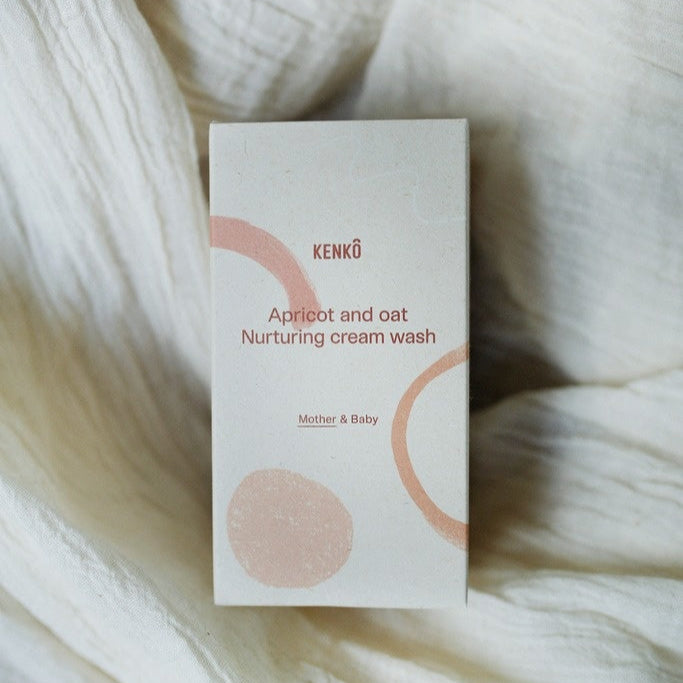 KENKÔ
Apricot and oat
Nurturing cream wash
Mother & Baby